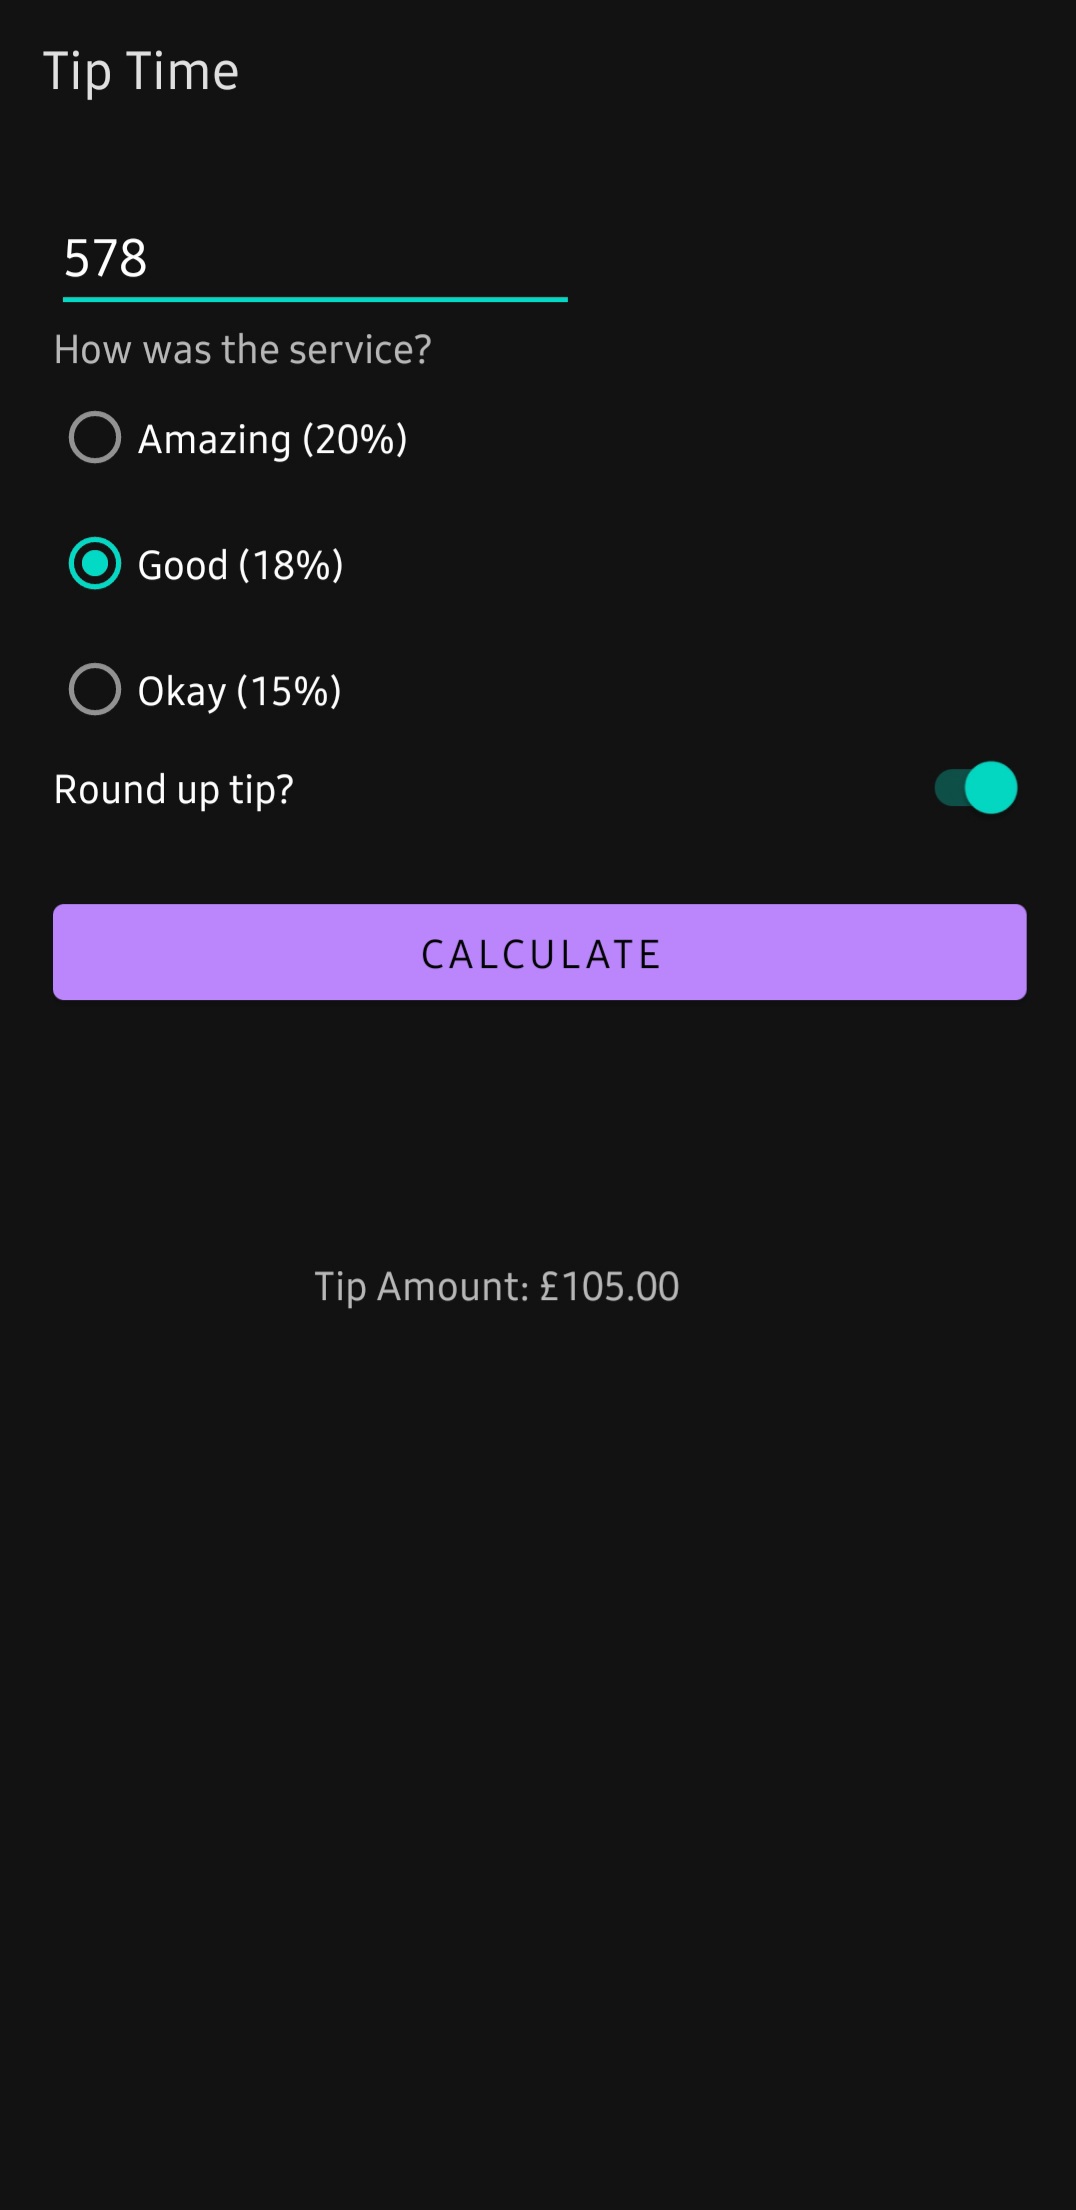 Tip Time
578
How was the service?
Amazing (20%)
Good (18%)
Okay (15%)
Round up tip?
CALCULATE
Tip Amount: £105.00